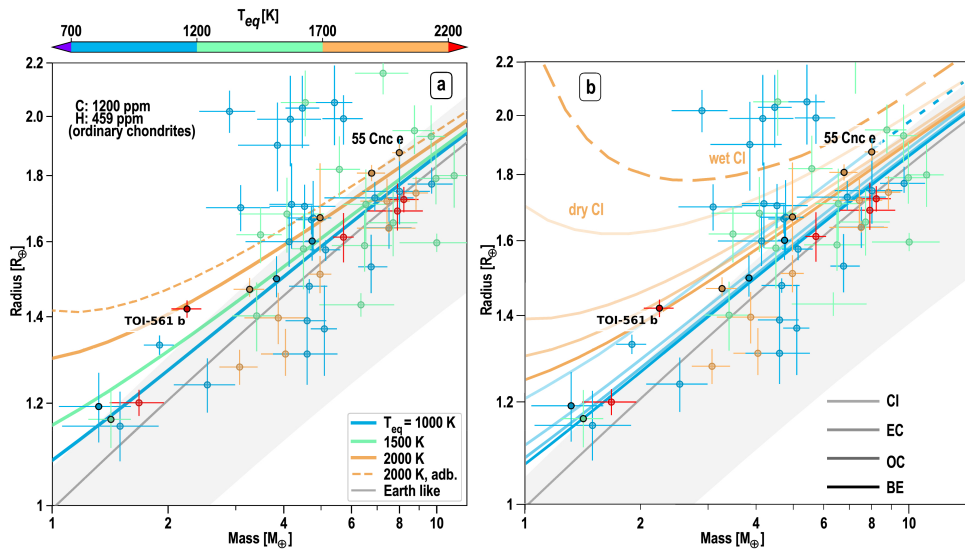 T_eq [K]
700 1200 1700 2200
a
C: 1200 ppm
H: 459 ppm
(ordinary chondrites)
55 Cnc e
TOI-561 b
T_eq = 1000 K
1500 K
2000 K
2000 K, adb.
Earth like
Radius [R⊕]
2.2
2.0
1.8
1.6
1.4
1.2
1
1 2 4 6 8 10
Mass [M⊕]
b
wet CI
55 Cnc e
dry CI
TOI-561 b
CI
EC
OC
BE
Radius [R⊕]
2.2
2.0
1.8
1.6
1.4
1.2
1
1 2 4 6 8 10
Mass [M⊕]